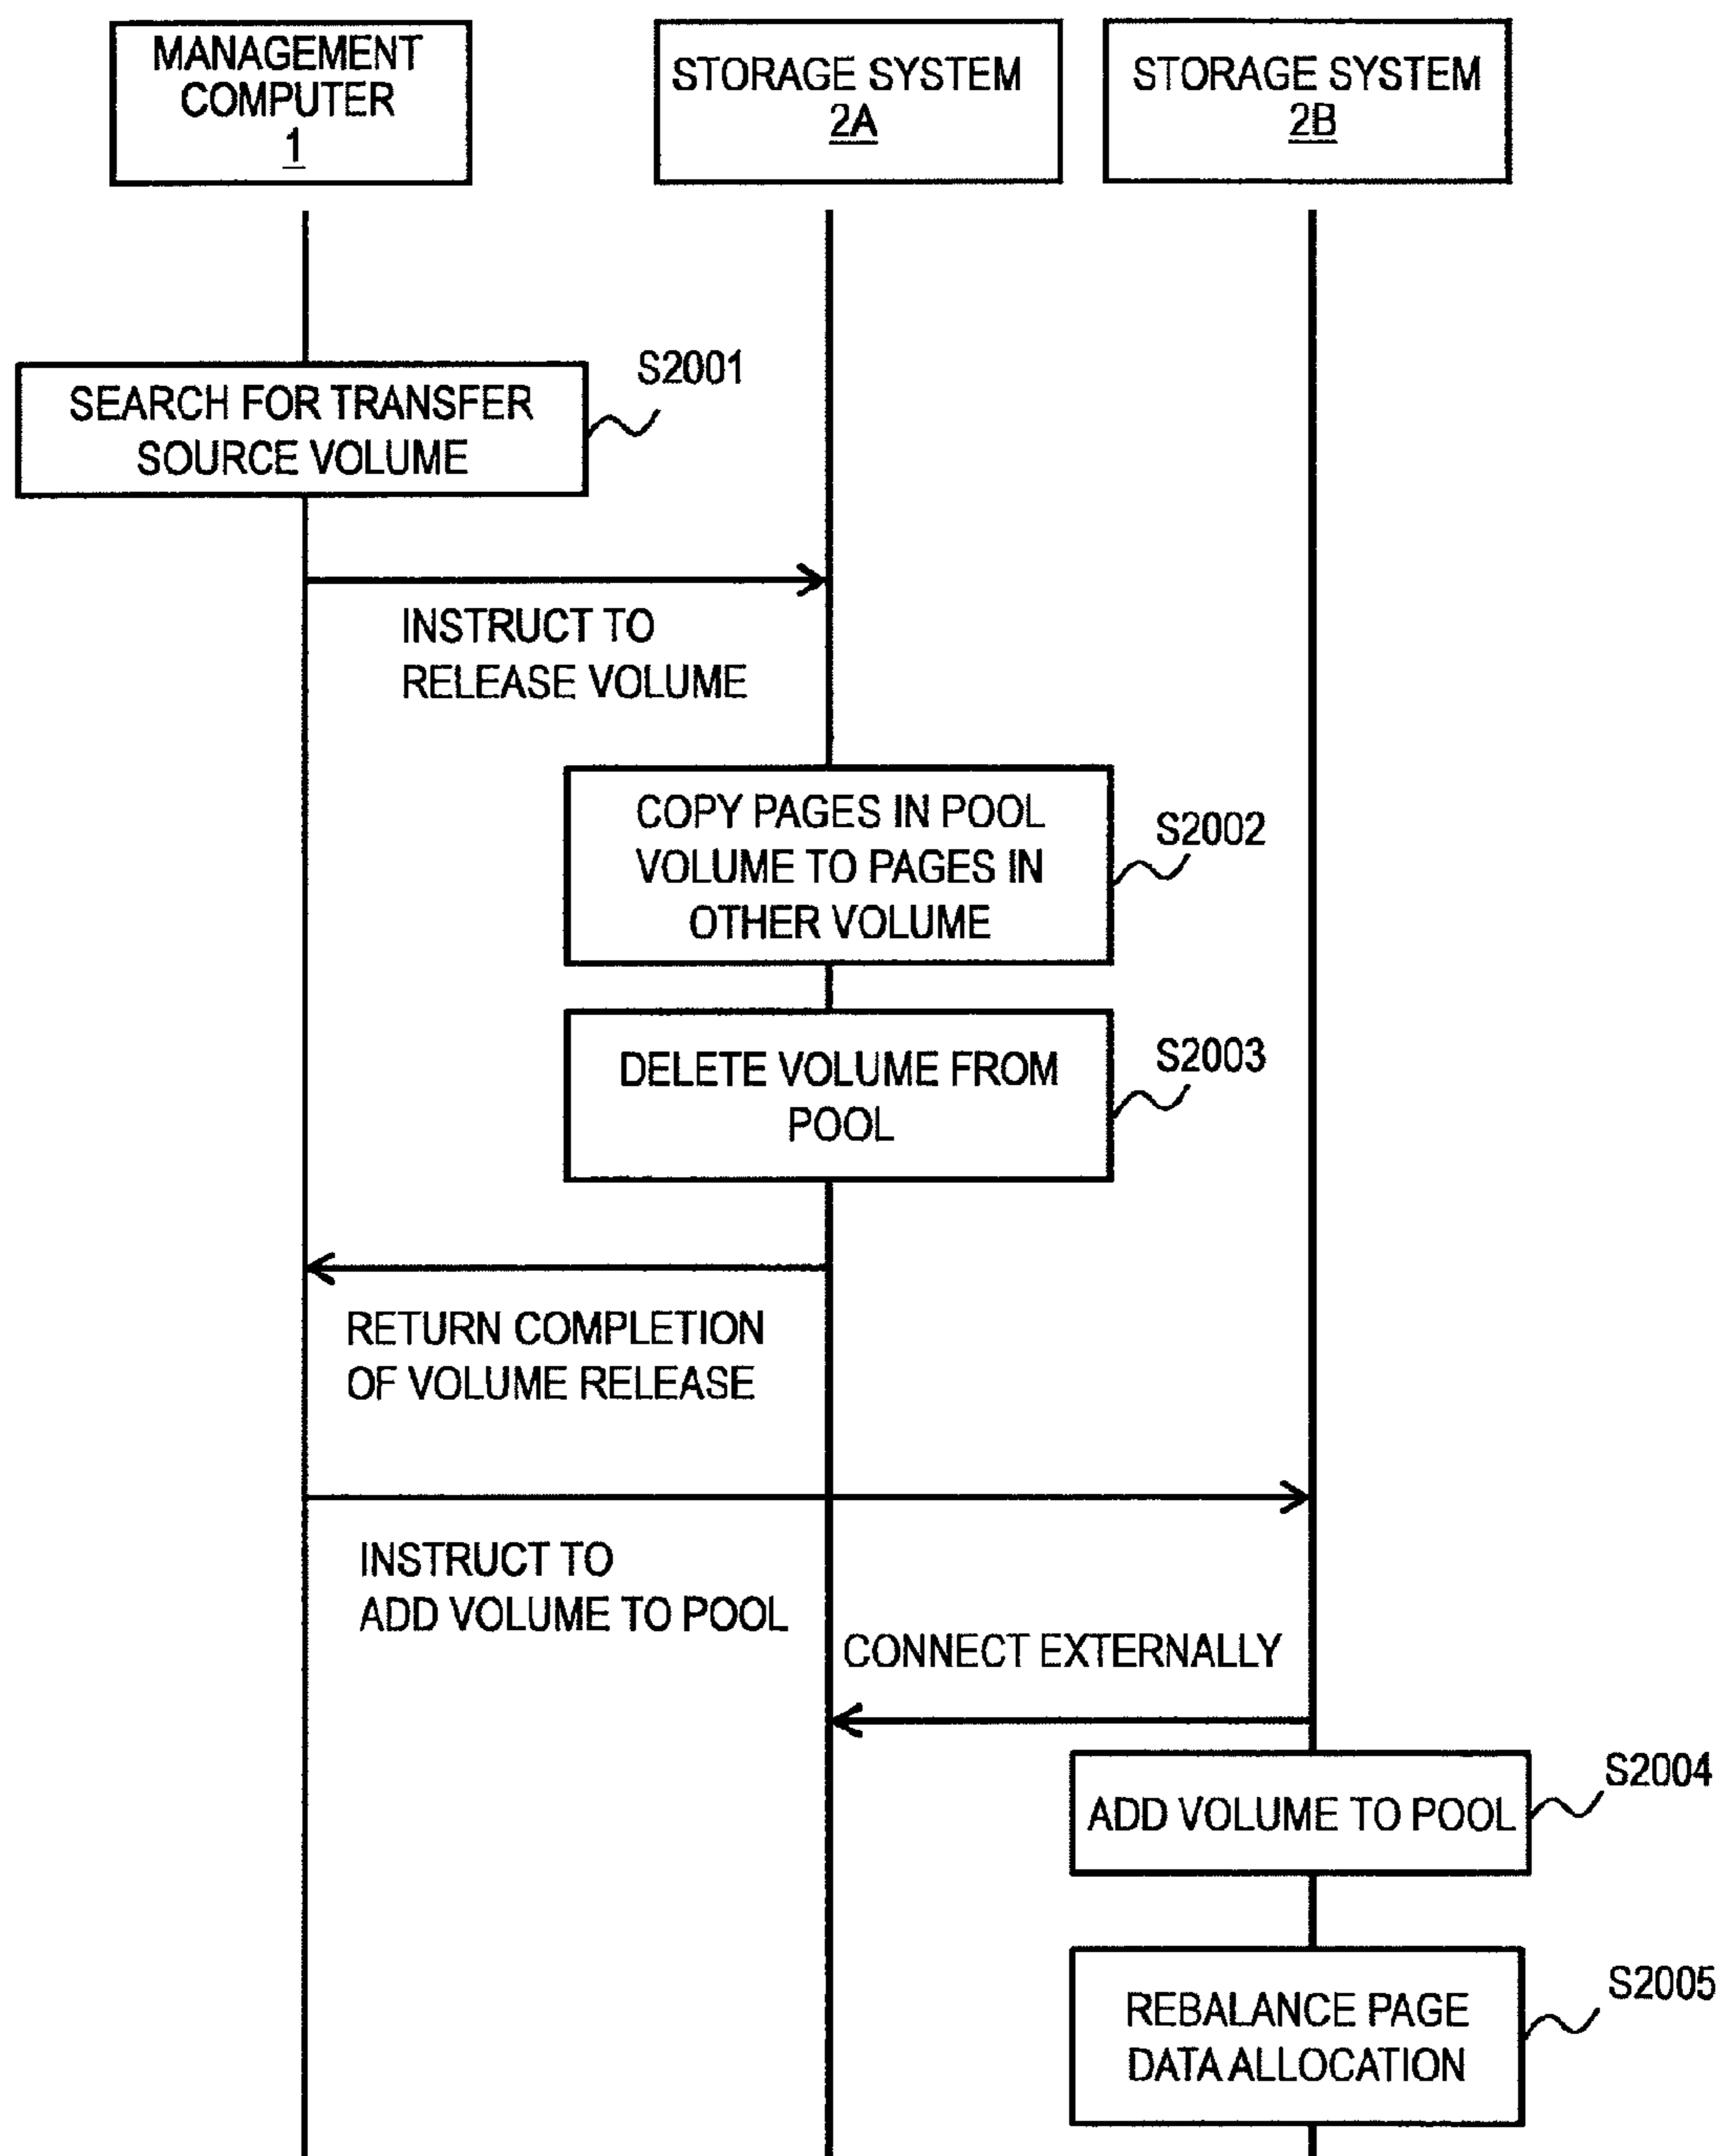 MANAGEMENT
COMPUTER
1
STORAGE SYSTEM
2A
STORAGE SYSTEM
2B
S2001
SEARCH FOR TRANSFER
SOURCE VOLUME
INSTRUCT TO
RELEASE VOLUME
COPY PAGES IN POOL
VOLUME TO PAGES IN
OTHER VOLUME
S2002
DELETE VOLUME FROM
POOL
S2003
RETURN COMPLETION
OF VOLUME RELEASE
INSTRUCT TO
ADD VOLUME TO POOL
CONNECT EXTERNALLY
S2004
ADD VOLUME TO POOL
S2005
REBALANCE PAGE
DATA ALLOCATION